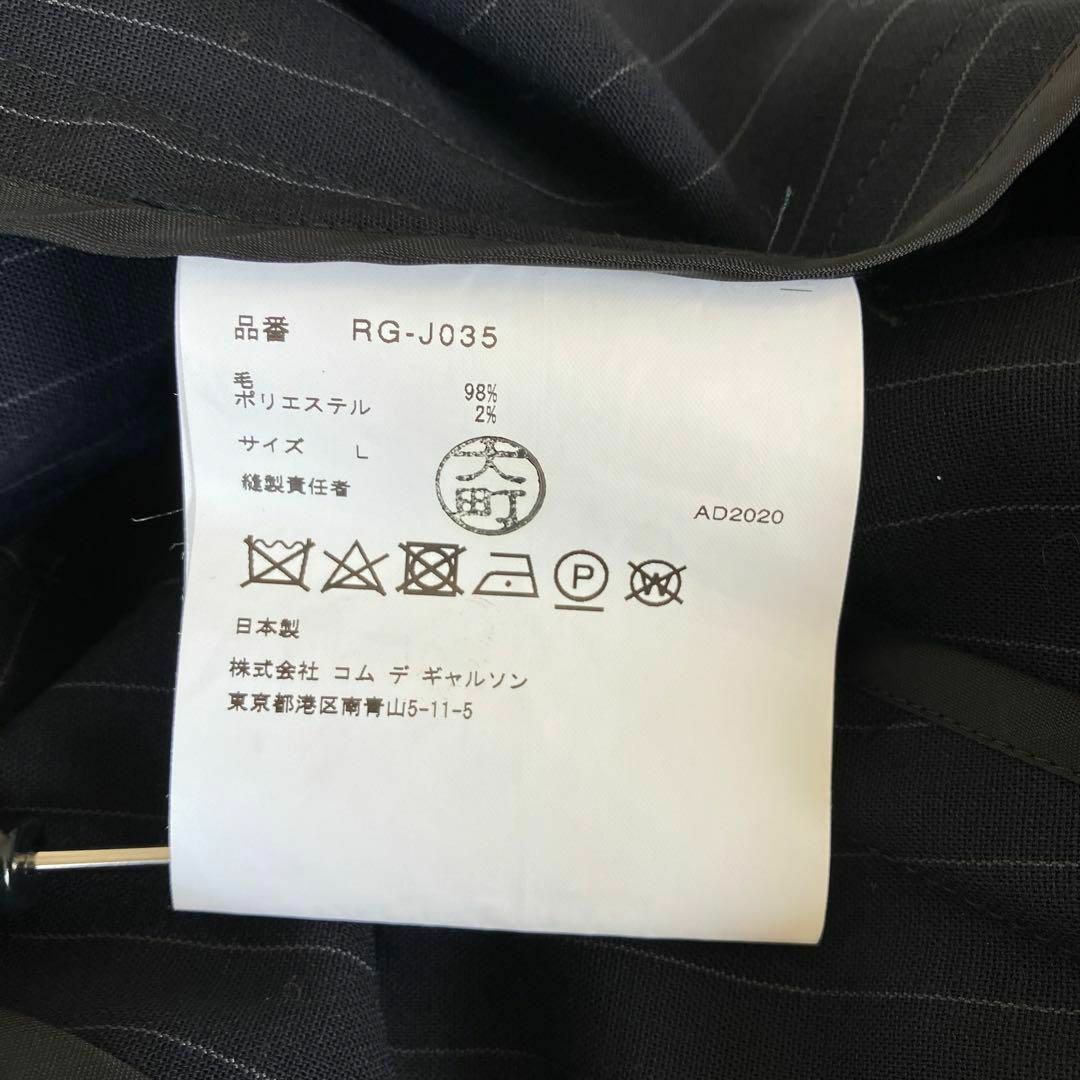 品番 RG-J035
毛 98%
ポリエステル 2%
サイズ L
縫製責任者
大町
AD2020
P W
日本製
株式会社 コム デ ギャルソン
東京都港区南青山5-11-5